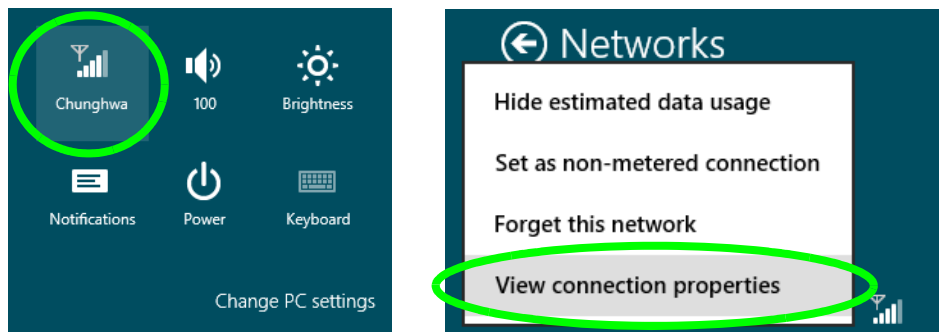 Chunghwa
100
Brightness
Notifications
Power
Keyboard
Change PC settings
Networks
Hide estimated data usage
Set as non-metered connection
Forget this network
View connection properties